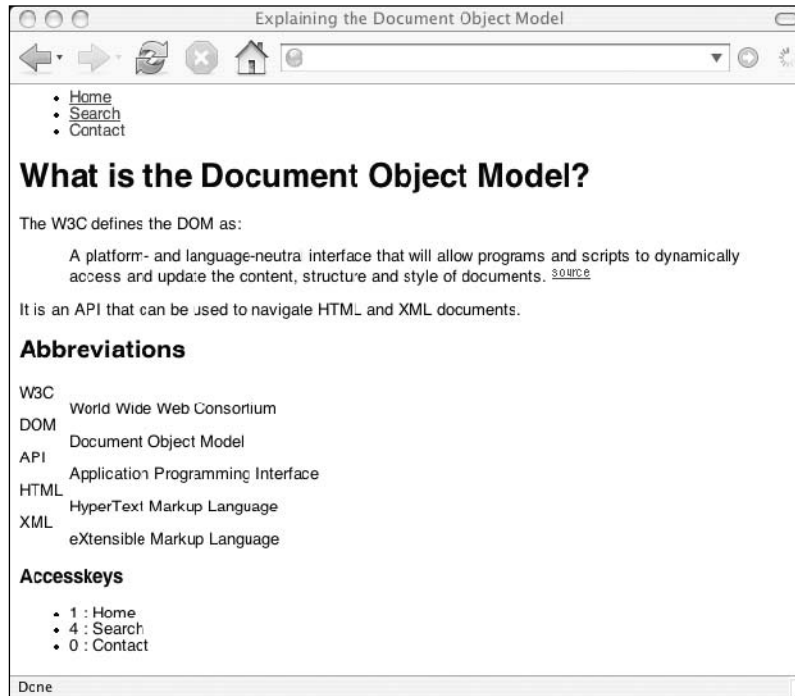 Explaining the Document Object Model
Home
Search
Contact
What is the Document Object Model?
The W3C defines the DOM as:
A platform- and language-neutral interface that will allow programs and scripts to dynamically
access and update the content, structure and style of documents. source
It is an API that can be used to navigate HTML and XML documents.
Abbreviations
W3C
World Wide Web Consortium
DOM
Document Object Model
API
Application Programming Interface
HTML
HyperText Markup Language
XML
eXtensible Markup Language
Accesskeys
1 : Home
4 : Search
0 : Contact
Done